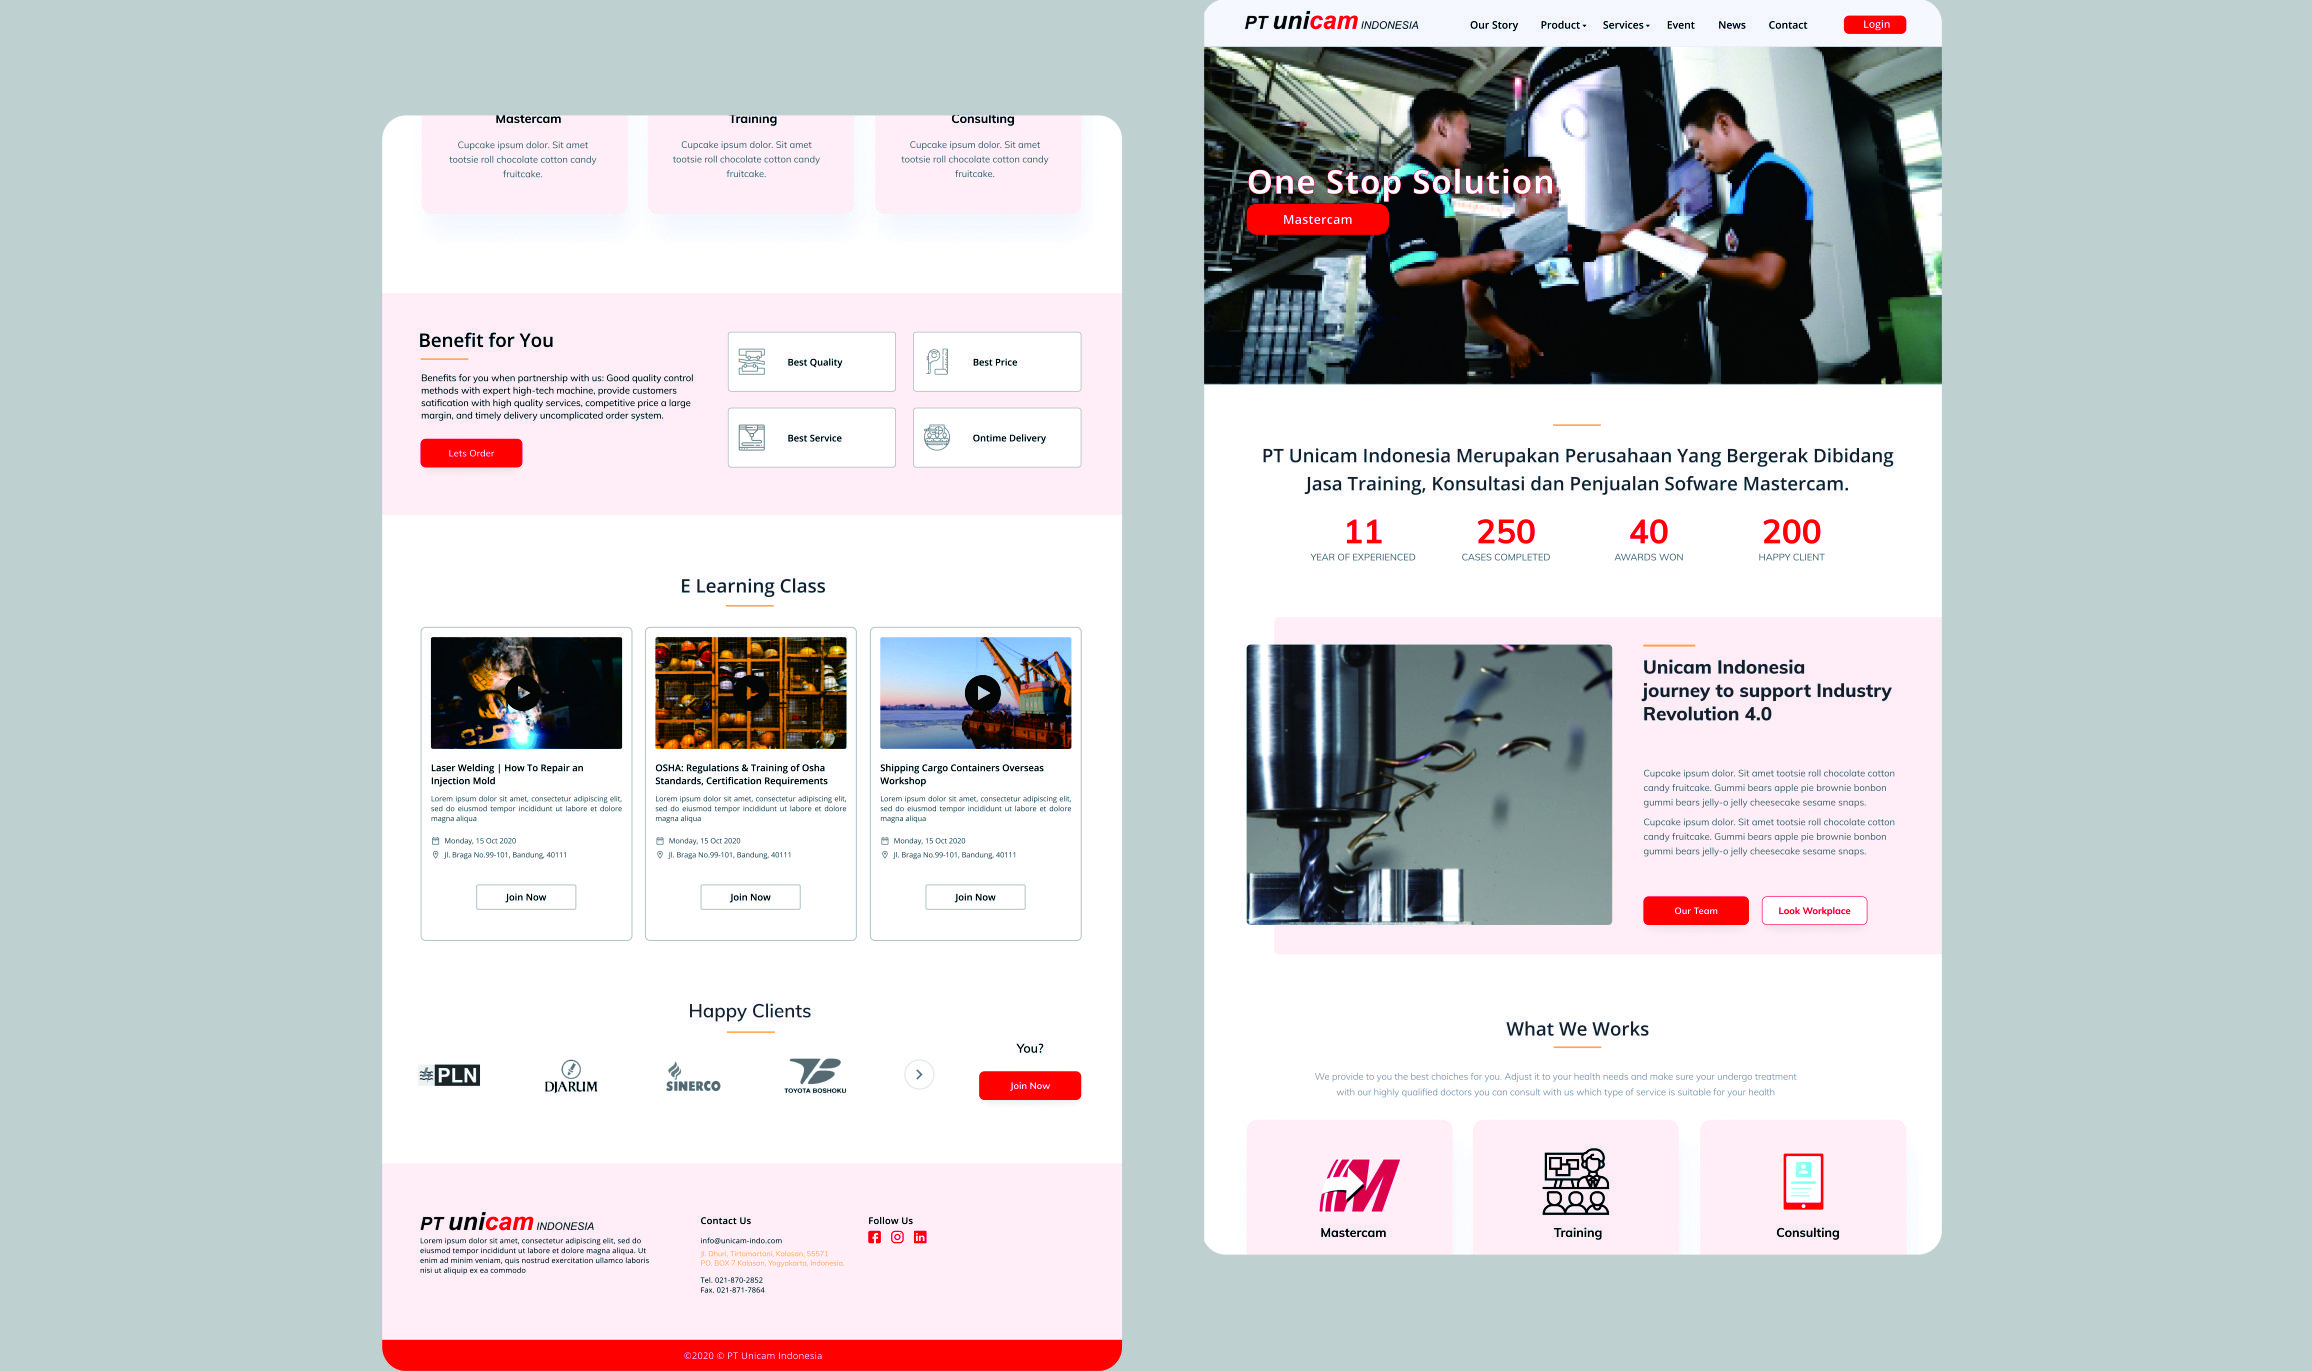 PT unicam INDONESIA
Our Story
Product
Services
Event
News
Contact
Login
One Stop Solution
Mastercam
PT Unicam Indonesia Merupakan Perusahaan Yang Bergerak Dibidang
Jasa Training, Konsultasi dan Penjualan Sofware Mastercam.
11
YEAR OF EXPERIENCED
250
CASES COMPLETED
40
AWARDS WON
200
HAPPY CLIENT
Unicam Indonesia
journey to support Industry
Revolution 4.0
Cupcake ipsum dolor. Sit amet tootsie roll chocolate cotton
candy fruitcake. Gummi bears apple pie brownie bonbon
gummi bears jelly-o jelly cheesecake sesame snaps.
Cupcake ipsum dolor. Sit amet tootsie roll chocolate cotton
candy fruitcake. Gummi bears apple pie brownie bonbon
gummi bears jelly-o jelly cheesecake sesame snaps.
Our Team
Look Workplace
What We Works
We provide to you the best choiches for you. Adjust it to your health needs and make sure your undergo treatment
with our highly qualified doctors you can consult with us which type of service is suitable for your health
Mastercam
Training
Consulting
Mastercam
Cupcake ipsum dolor. Sit amet
tootsie roll chocolate cotton candy
fruitcake.
Training
Cupcake ipsum dolor. Sit amet
tootsie roll chocolate cotton candy
fruitcake.
Consulting
Cupcake ipsum dolor. Sit amet
tootsie roll chocolate cotton candy
fruitcake.
Benefit for You
Benefits for you when partnership with us: Good quality control
methods with expert high-tech machine, provide customers
satification with high quality services, competitive price a large
margin, and timely delivery uncomplicated order system.
Lets Order
Best Quality
Best Price
Best Service
Ontime Delivery
E Learning Class
Laser Welding | How To Repair an
Injection Mold
Lorem ipsum dolor sit amet, consectetur adipiscing elit,
sed do eiusmod tempor incididunt ut labore et dolore
magna aliqua
Monday, 15 Oct 2020
Jl. Braga No.99-101, Bandung, 40111
Join Now
OSHA: Regulations & Training of Osha
Standards, Certification Requirements
Lorem ipsum dolor sit amet, consectetur adipiscing elit,
sed do eiusmod tempor incididunt ut labore et dolore
magna aliqua
Monday, 15 Oct 2020
Jl. Braga No.99-101, Bandung, 40111
Join Now
Shipping Cargo Containers Overseas
Workshop
Lorem ipsum dolor sit amet, consectetur adipiscing elit,
sed do eiusmod tempor incididunt ut labore et dolore
magna aliqua
Monday, 15 Oct 2020
Jl. Braga No.99-101, Bandung, 40111
Join Now
Happy Clients
PLN
DJARUM
SINERCO
TOYOTA BOSHOKU
You?
Join Now
PT unicam INDONESIA
Lorem ipsum dolor sit amet, consectetur adipiscing elit, sed do
eiusmod tempor incididunt ut labore et dolore magna aliqua. Ut
enim ad minim veniam, quis nostrud exercitation ullamco laboris
nisi ut aliquip ex ea commodo
Contact Us
info@unicam-indo.com
Jl. Dhuri, Tirtomartani, Kalasan, 55571
PO. BOX 7 Kalasan, Yogyakarta, Indonesia.
Tel. 021-870-2852
Fax. 021-871-7864
Follow Us
©2020 © PT Unicam Indonesia